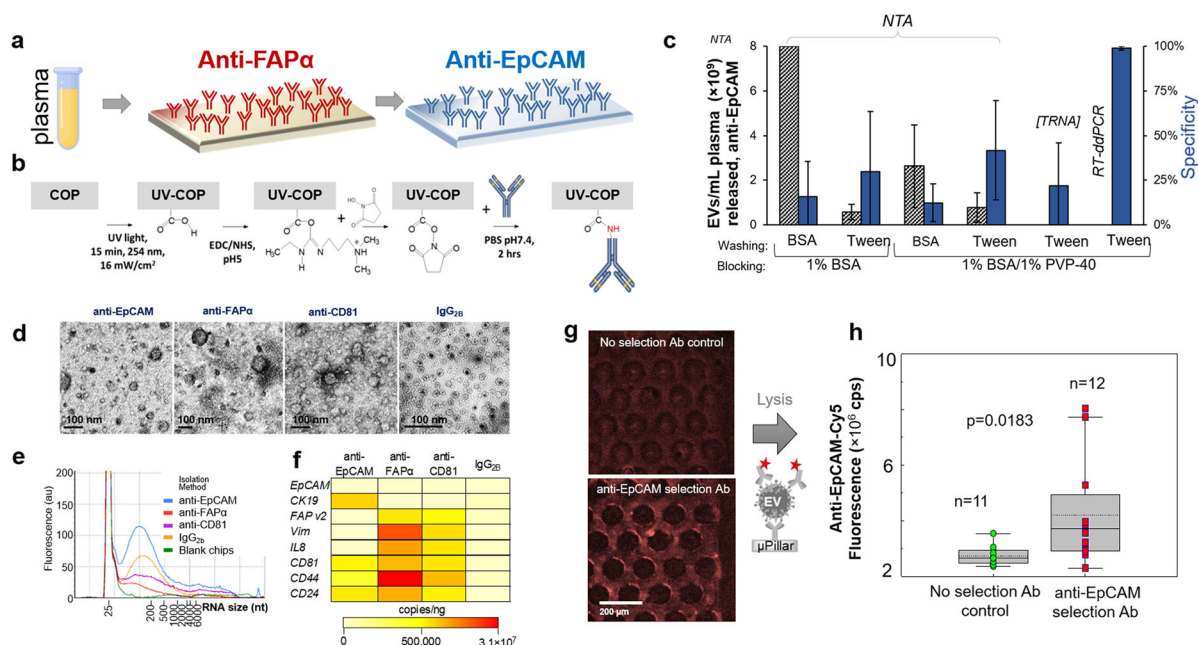 a
Anti-FAPα
Anti-EpCAM
plasma
b
COP
UV-COP
UV-COP
UV-COP
UV-COP
UV light,
15 min, 254 nm,
16 mW/cm²
EDC/NHS,
pH5
PBS pH7.4,
2 hrs
c
NTA
NTA
EVs/mL plasma (×10⁹)
released, anti-EpCAM
8
6
4
2
0
100%
75%
50%
25%
0%
Specificity
[TRNA]
RT-ddPCR
Washing: BSA Tween BSA Tween Tween Tween
Blocking: 1% BSA 1% BSA/1% PVP-40
d
anti-EpCAM anti-FAPα anti-CD81 IgG2B
100 nm 100 nm 100 nm 100 nm
e
Fluorescence (au)
200
150
100
50
0
Isolation
Method
anti-EpCAM
anti-FAPα
anti-CD81
IgG2b
Blank chips
RNA size (nt)
25 200 500 1000 2000 4000 6000
f
anti-EpCAM anti-FAPα anti-CD81 IgG2B
EpCAM
CK19
FAP v2
Vim
IL8
CD81
CD44
CD24
copies/ng
0 500,000 3.1×10⁷
g
No selection Ab control
anti-EpCAM selection Ab
200 µm
Lysis
EV
µPillar
h
Anti-EpCAM-Cy5
Fluorescence (×10⁶ cps)
10
8
6
4
2
n=12
p=0.0183
n=11
No selection Ab
control
anti-EpCAM
selection Ab